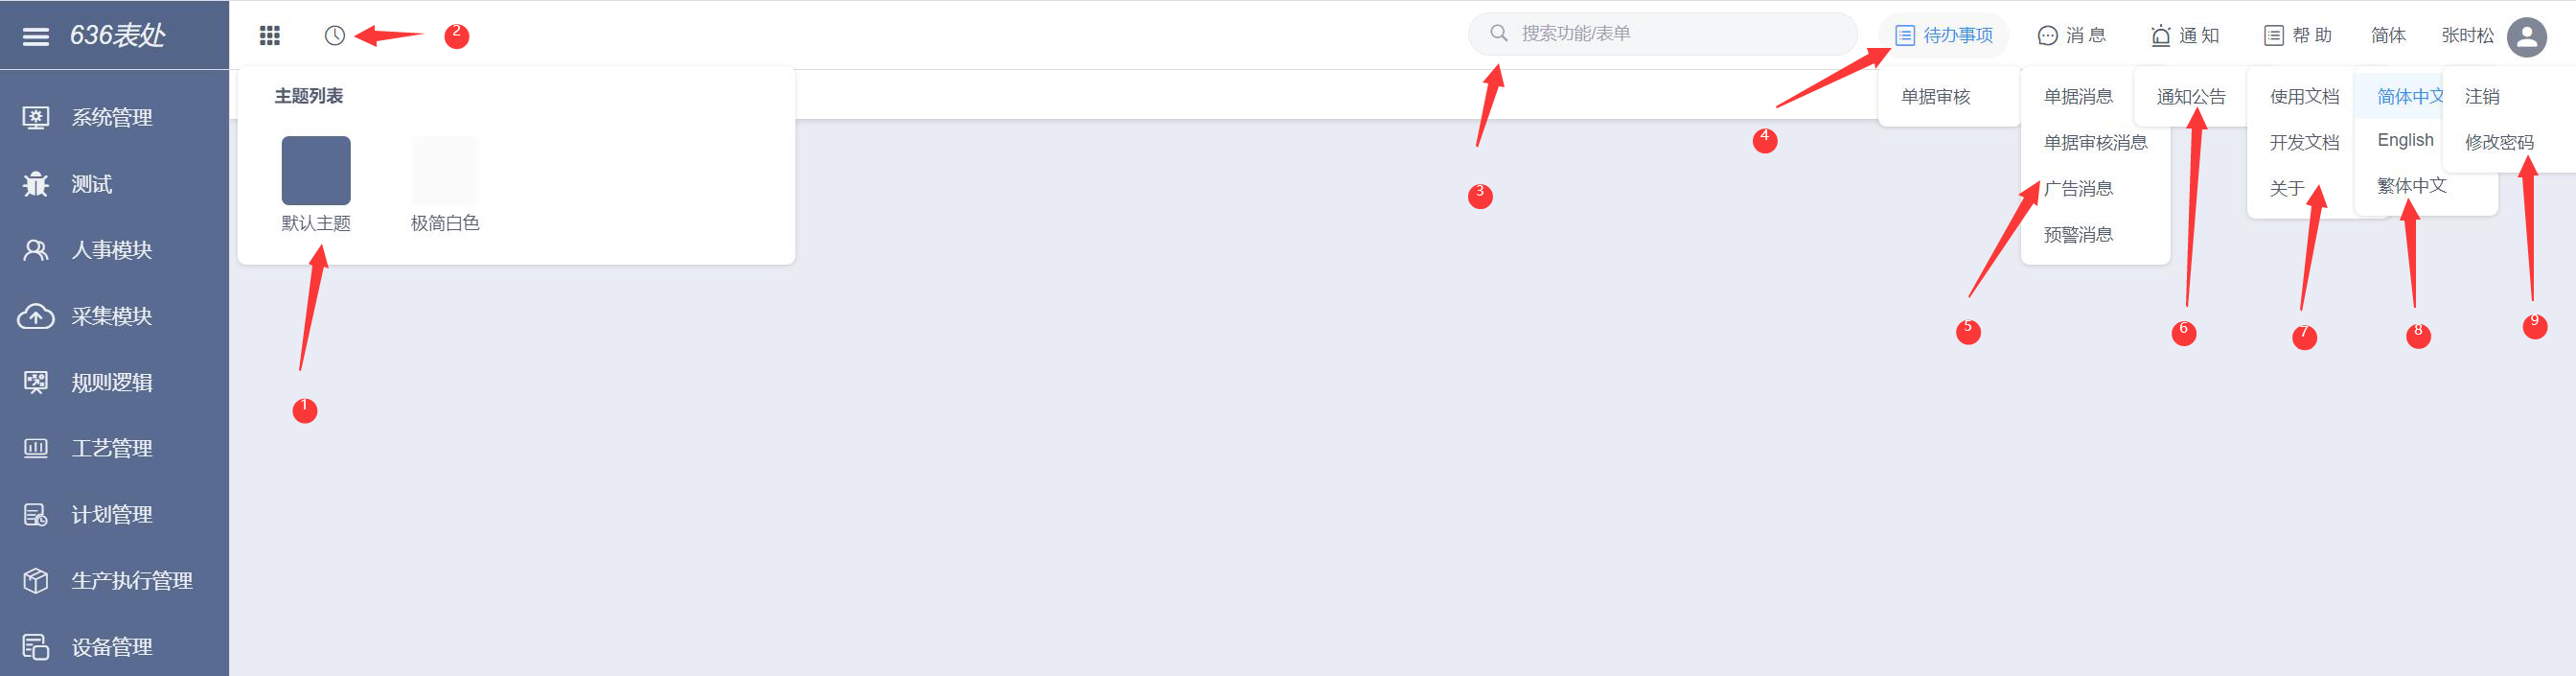 636表处
2
搜索功能/表单
待办事项
消 息
通 知
帮 助
简体
张时松
系统管理
测试
人事模块
采集模块
规则逻辑
工艺管理
计划管理
生产执行管理
设备管理
主题列表
默认主题
极简白色
1
3
4
单据审核
单据消息
单据审核消息
广告消息
预警消息
5
通知公告
6
使用文档
开发文档
关于
7
简体中文
English
繁体中文
8
注销
修改密码
9